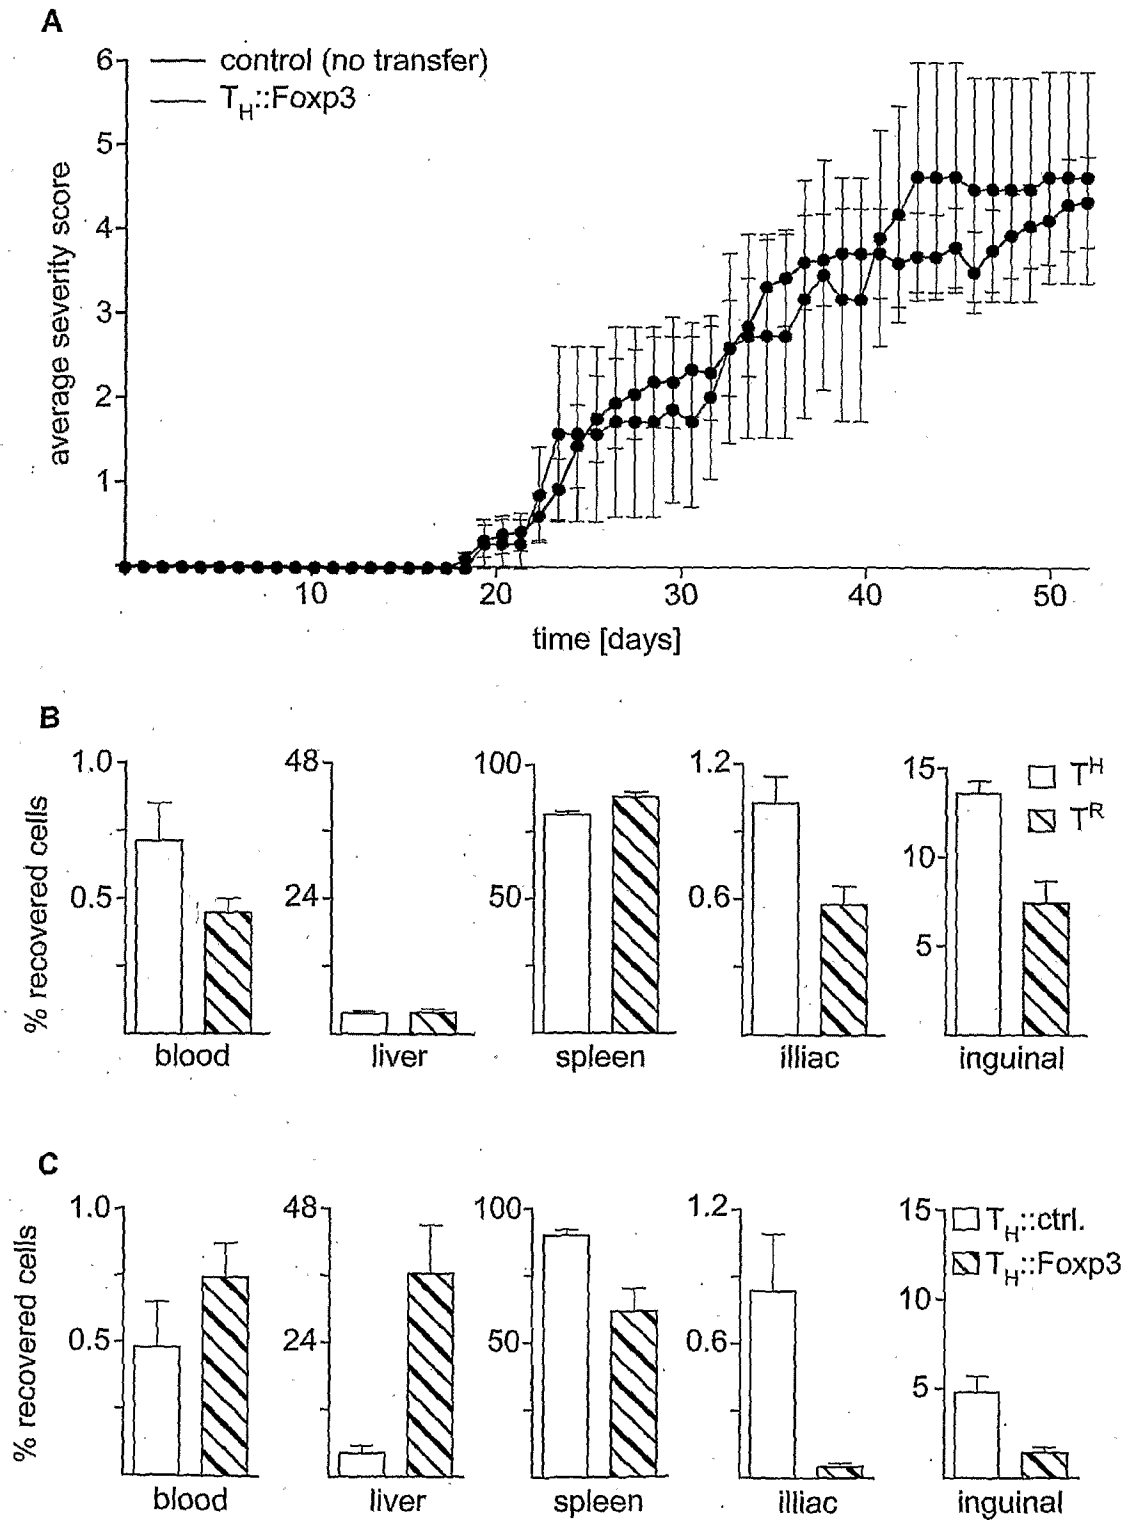 A
6
control (no transfer)
TH::Foxp3
5
4
3
2
1
average severity score
10 20 30 40 50
time [days]
B
1.0 48 100 1.2 15
TH
TR
10
0.5 24 50 0.6
5
% recovered cells
blood liver spleen illiac inguinal
C
1.0 48 100 1.2 15
TH::ctrl.
TH::Foxp3
10
0.5 24 50 0.6
5
% recovered cells
blood liver spleen illiac inguinal